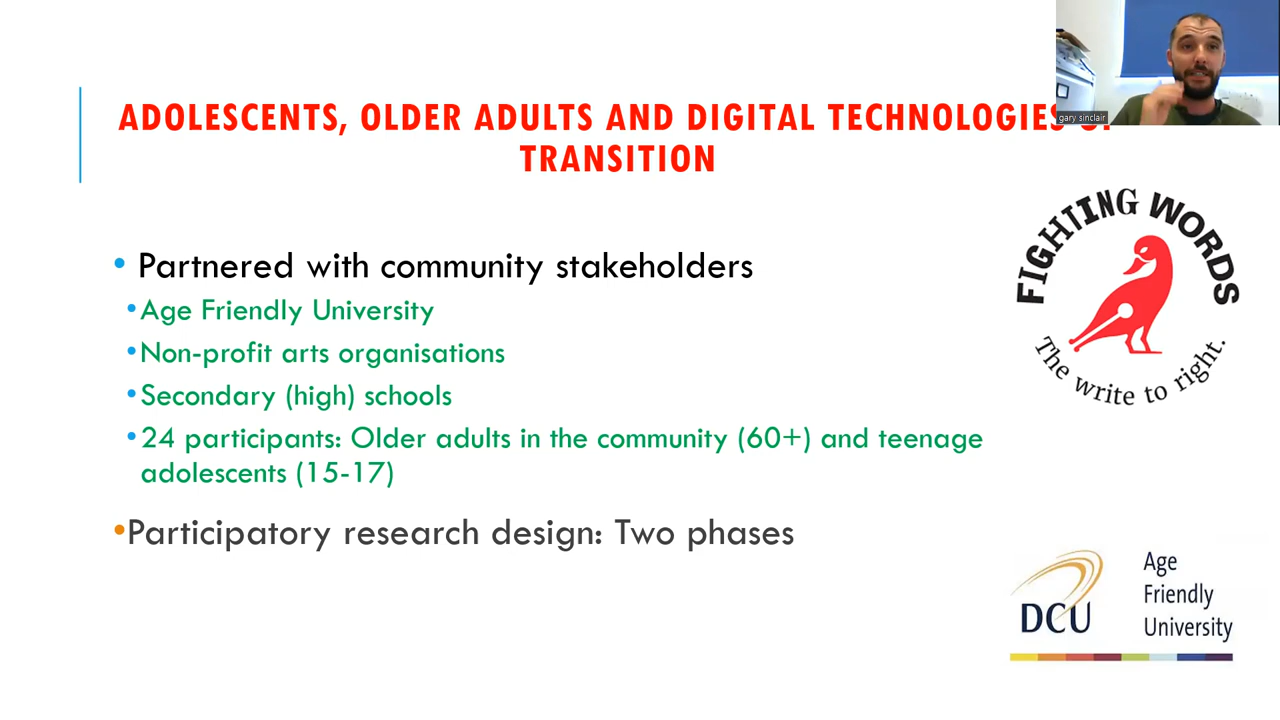 ADOLESCENTS, OLDER ADULTS AND DIGITAL TECHNOLOGIES
TRANSITION
gary sinclair
FIGHTING WORDS
The write to right.
• Partnered with community stakeholders
• Age Friendly University
• Non-profit arts organisations
• Secondary (high) schools
• 24 participants: Older adults in the community (60+) and teenage
adolescents (15-17)
• Participatory research design: Two phases
DCU
Age
Friendly
University